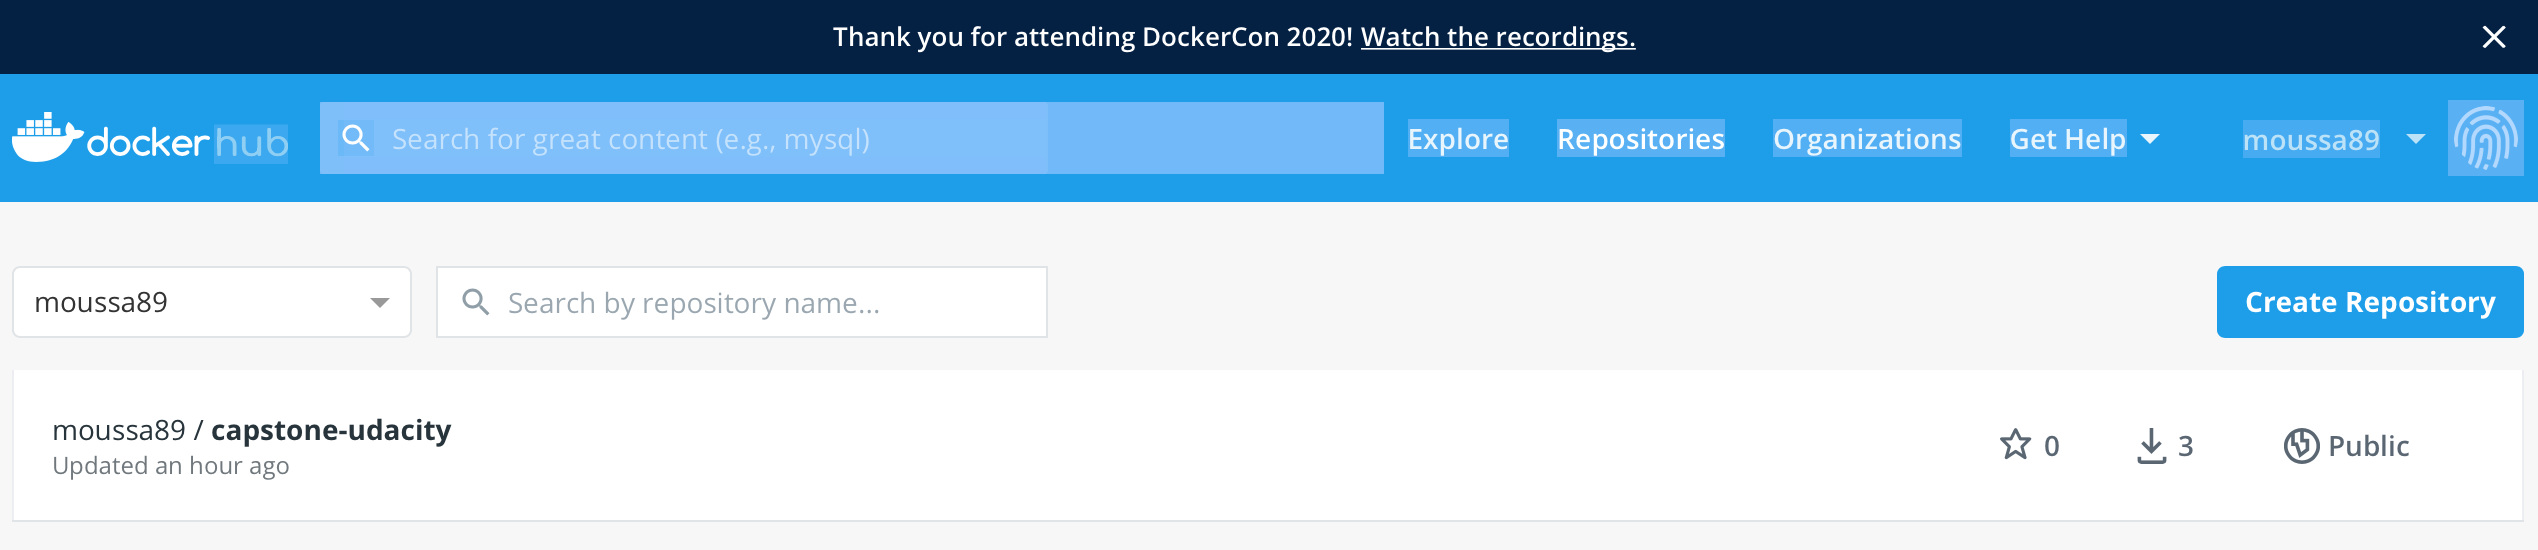 Thank you for attending DockerCon 2020! Watch the recordings.
docker hub
Search for great content (e.g., mysql)
Explore
Repositories
Organizations
Get Help
moussa89
moussa89
Search by repository name...
Create Repository
moussa89 / capstone-udacity
Updated an hour ago
0
3
Public